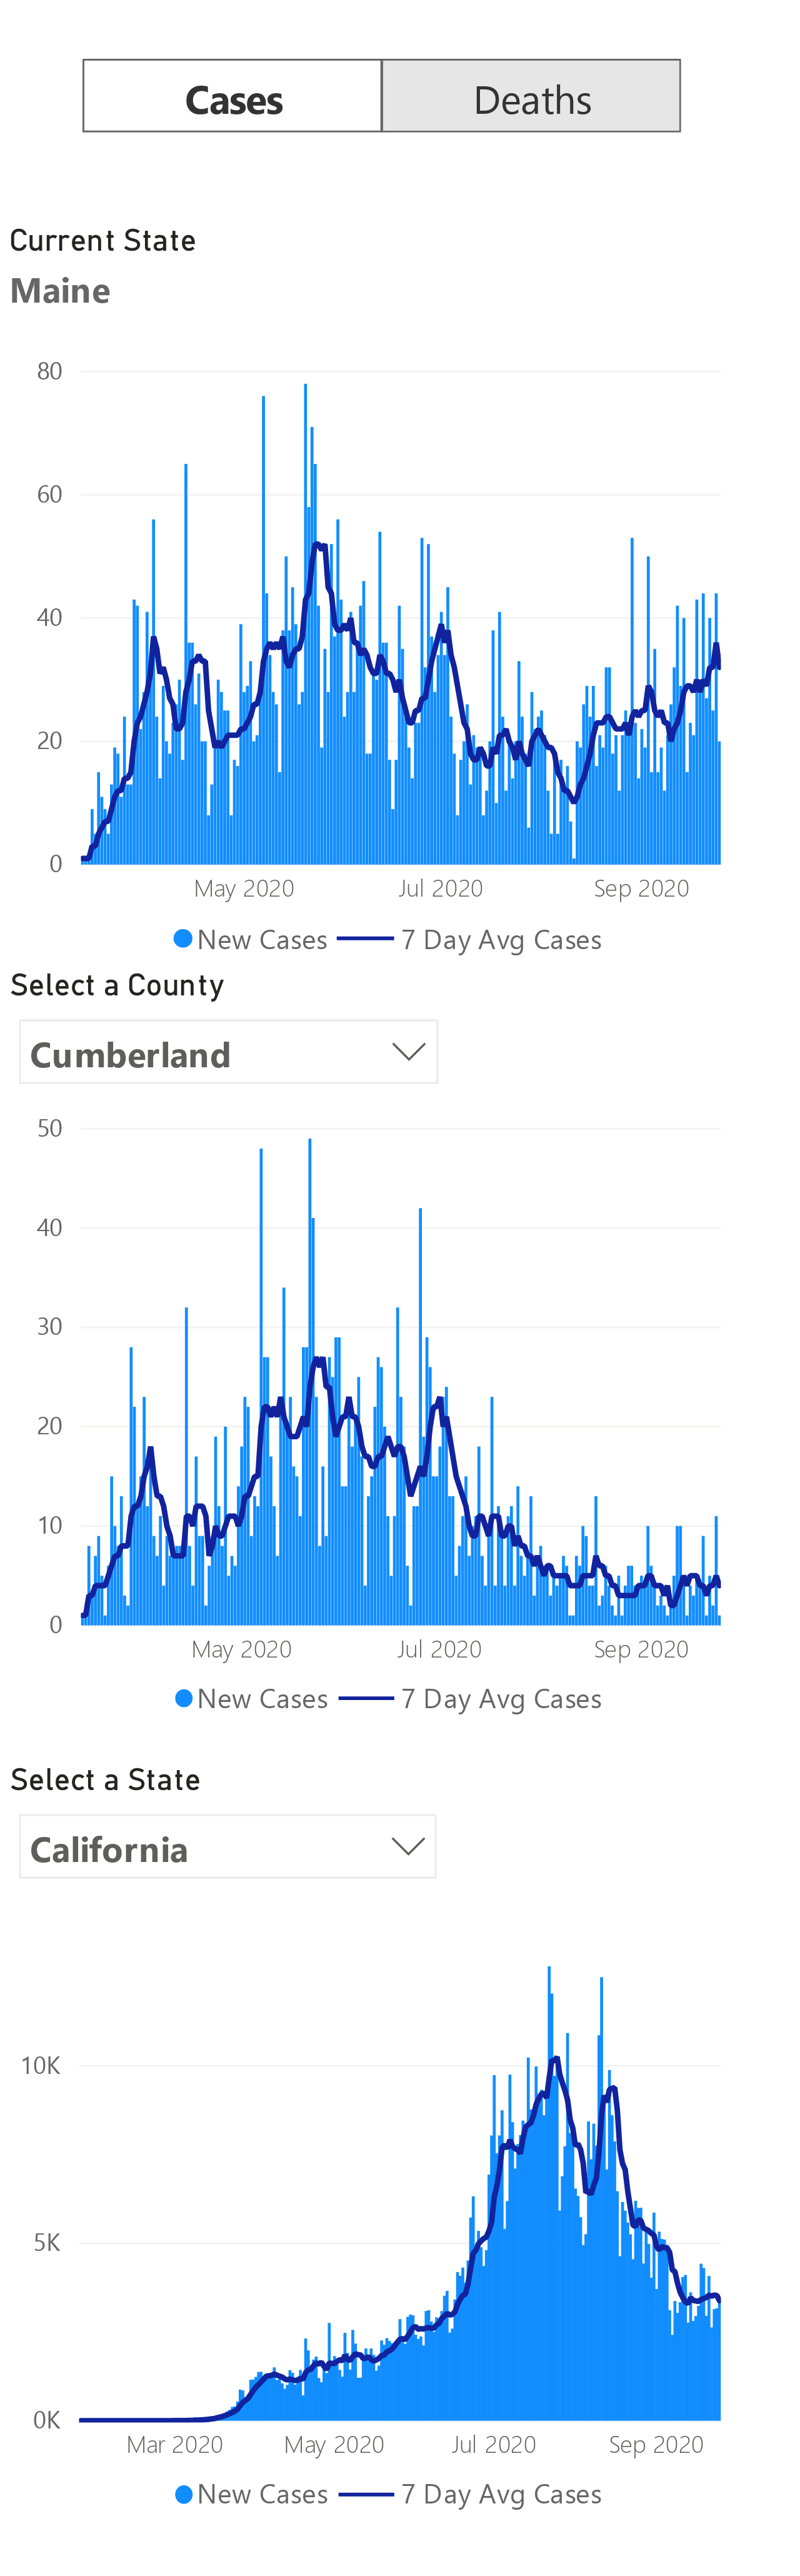 Cases Deaths
Current State
Maine
80
60
40
20
0
May 2020 Jul 2020 Sep 2020
New Cases 7 Day Avg Cases
Select a County
Cumberland
50
40
30
20
10
0
May 2020 Jul 2020 Sep 2020
New Cases 7 Day Avg Cases
Select a State
California
10K
5K
0K
Mar 2020 May 2020 Jul 2020 Sep 2020
New Cases 7 Day Avg Cases